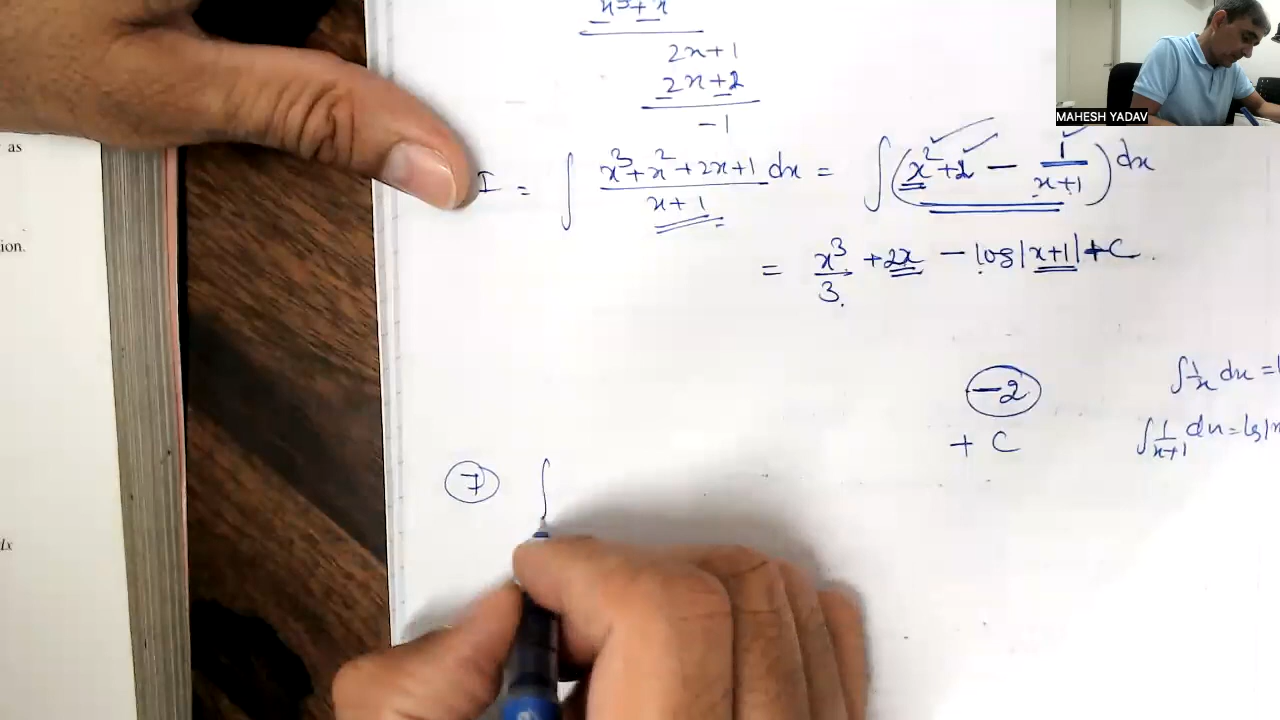 x³+x
2x+1
2x+2
-1
I = ∫ x³+x²+2x+1/x+1 dx = ∫(x²+2 - 1/x+1)dx
= x³/3 +2x - log|x+1|+C.
-2
+ C
∫1/x dx =
∫1/x+1 dx = log|x
7 ∫
as
ion.
dx
MAHESH YADAV